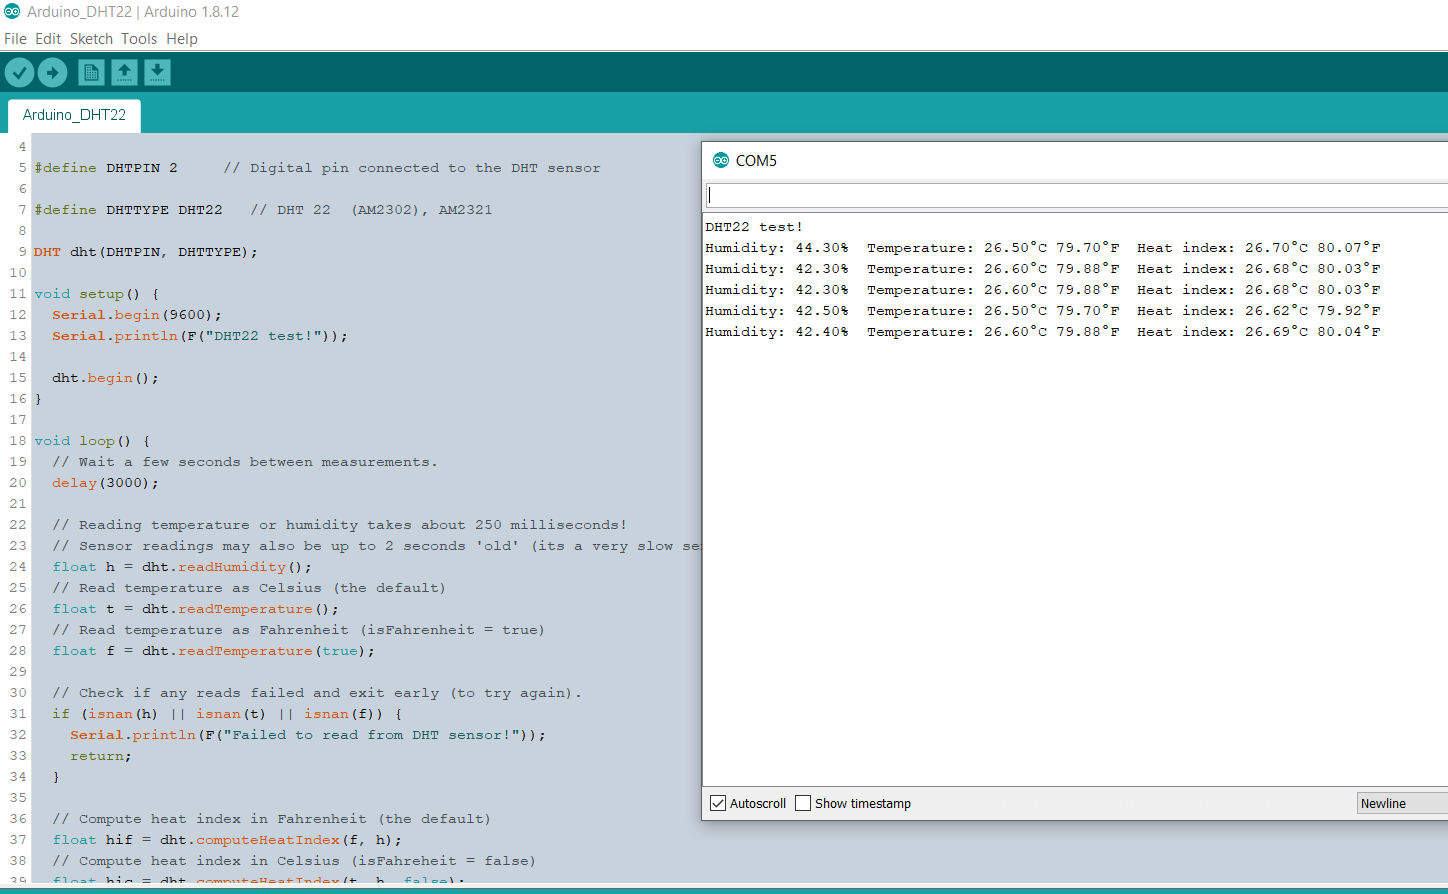 Arduino_DHT22 | Arduino 1.8.12
File Edit Sketch Tools Help
Arduino_DHT22
4
5 #define DHTPIN 2     // Digital pin connected to the DHT sensor
6
7 #define DHTTYPE DHT22   // DHT 22  (AM2302), AM2321
8
9 DHT dht(DHTPIN, DHTTYPE);
10
11 void setup() {
12   Serial.begin(9600);
13   Serial.println(F("DHT22 test!"));
14
15   dht.begin();
16 }
17
18 void loop() {
19   // Wait a few seconds between measurements.
20   delay(3000);
21
22   // Reading temperature or humidity takes about 250 milliseconds!
23   // Sensor readings may also be up to 2 seconds 'old' (its a very slow se
24   float h = dht.readHumidity();
25   // Read temperature as Celsius (the default)
26   float t = dht.readTemperature();
27   // Read temperature as Fahrenheit (isFahrenheit = true)
28   float f = dht.readTemperature(true);
29
30   // Check if any reads failed and exit early (to try again).
31   if (isnan(h) || isnan(t) || isnan(f)) {
32     Serial.println(F("Failed to read from DHT sensor!"));
33     return;
34   }
35
36   // Compute heat index in Fahrenheit (the default)
37   float hif = dht.computeHeatIndex(f, h);
38   // Compute heat index in Celsius (isFahreheit = false)
39   float hic = dht.computeHeatIndex(t, h, false);
COM5
DHT22 test!
Humidity: 44.30%  Temperature: 26.50°C 79.70°F  Heat index: 26.70°C 80.07°F
Humidity: 42.30%  Temperature: 26.60°C 79.88°F  Heat index: 26.68°C 80.03°F
Humidity: 42.30%  Temperature: 26.60°C 79.88°F  Heat index: 26.68°C 80.03°F
Humidity: 42.50%  Temperature: 26.50°C 79.70°F  Heat index: 26.62°C 79.92°F
Humidity: 42.40%  Temperature: 26.60°C 79.88°F  Heat index: 26.69°C 80.04°F
Autoscroll Show timestamp Newline